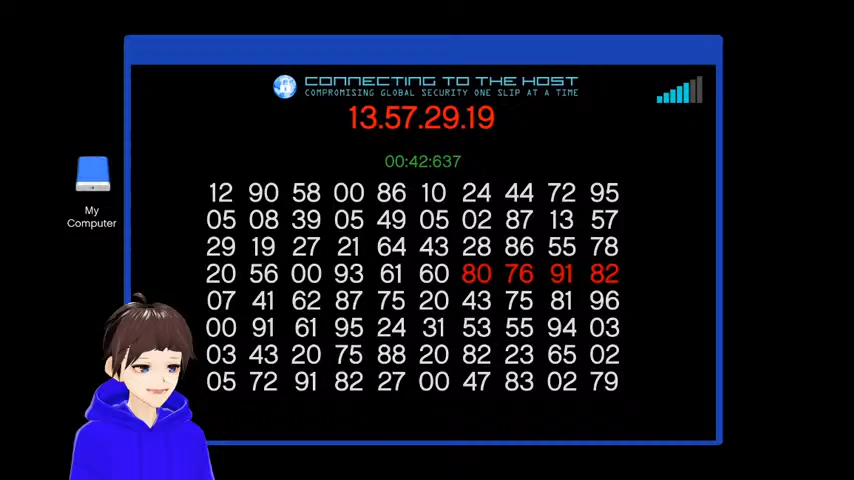 CONNECTING TO THE HOST
COMPROMISING GLOBAL SECURITY ONE SLIP AT A TIME
13.57.29.19
00:42:637
12 90 58 00 86 10 24 44 72 95
05 08 39 05 49 05 02 87 13 57
29 19 27 21 64 43 28 86 55 78
20 56 00 93 61 60 80 76 91 82
07 41 62 87 75 20 43 75 81 96
00 91 61 95 24 31 53 55 94 03
03 43 20 75 88 20 82 23 65 02
05 72 91 82 27 00 47 83 02 79
My
Computer